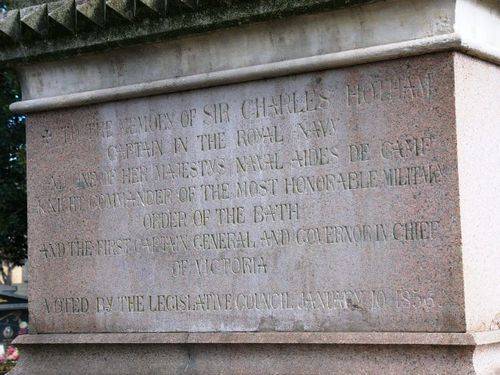 TO THE MEMORY OF SIR CHARLES HOTHAM
CAPTAIN IN THE ROYAL NAVY
AND ONE OF HER MAJESTYS NAVAL AIDES DE CAMP
KNIGHT COMMANDER OF THE MOST HONORABLE MILITARY
ORDER OF THE BATH
AND THE FIRST CAPTAIN GENERAL AND GOVERNOR IN CHIEF
OF VICTORIA
VOTED BY THE LEGISLATIVE COUNCIL JANUARY 10 1856